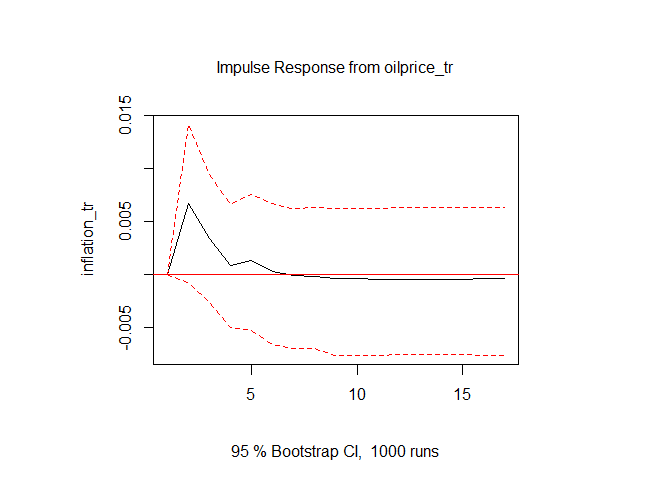 Impulse Response from oilprice_tr
inflation_tr
0.015
0.005
-0.005
5
10
15
95 % Bootstrap CI,  1000 runs